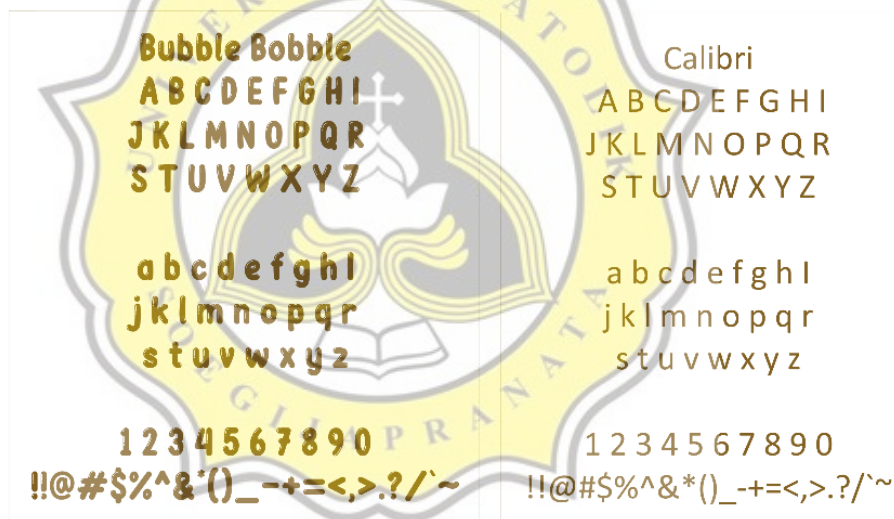 Bubble Bobble
A B C D E F G H I
J K L M N O P Q R
S T U V W X Y Z
a b c d e f g h I
j k l m n o p q r
s t u v w x y z
1 2 3 4 5 6 7 8 9 0
!!@#$%^&*()_-+=<,>.?/`~
Calibri
A B C D E F G H I
J K L M N O P Q R
S T U V W X Y Z
a b c d e f g h I
j k l m n o p q r
s t u v w x y z
1 2 3 4 5 6 7 8 9 0
!!@#$%^&*()_-+=<,>.?/`~
SOEGIJAPRANATA